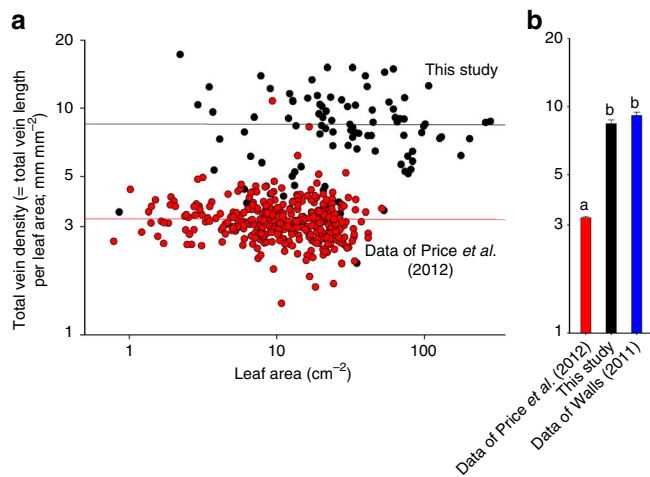 a
Total vein density (= total vein length
per leaf area; mm mm−2)
20
10
5
3
1
This study
Data of Price et al.
(2012)
1
10
100
Leaf area (cm−2)
b
20
10
5
3
1
a
b
b
Data of Price et al. (2012)
This study
Data of Walls (2011)